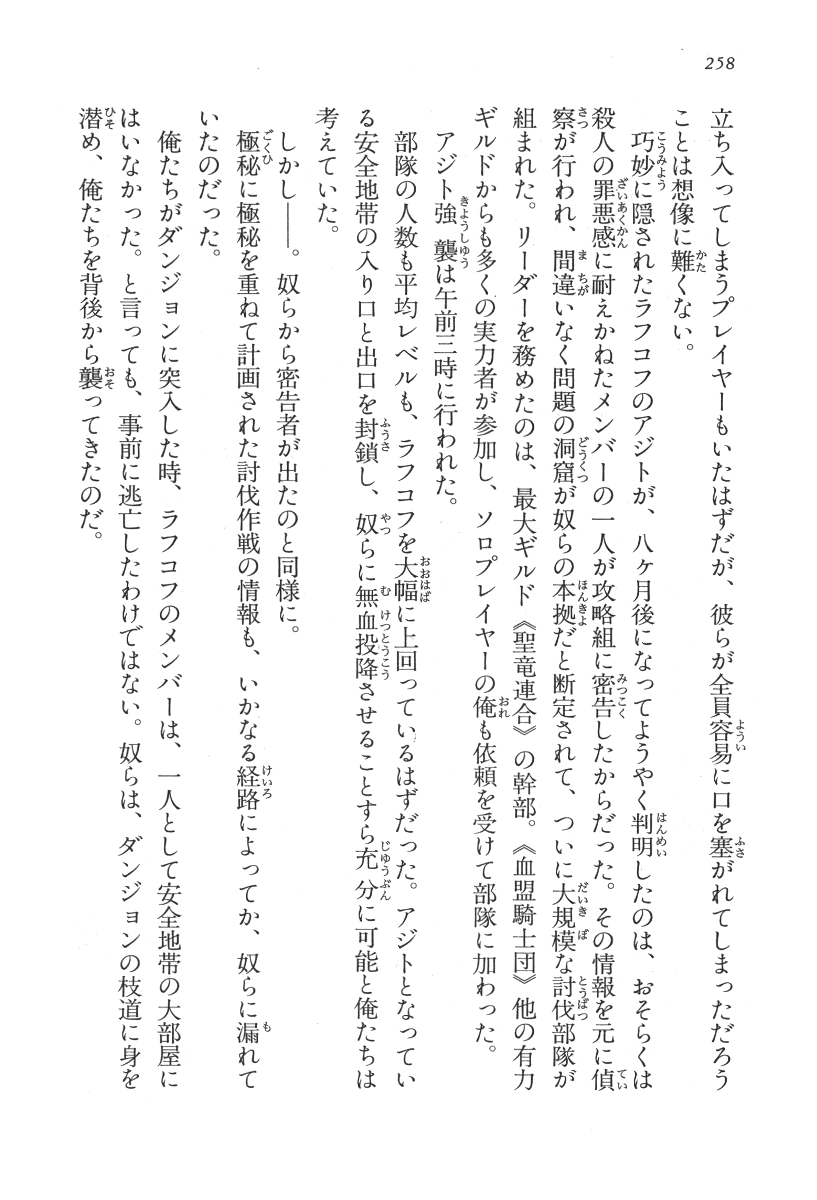 258
立ち入ってしまうプレイヤーもいたはずだが、彼らが全員容易に口を塞がれてしまっただろう
ことは想像に難くない。
巧妙に隠されたラフコフのアジトが、八ヶ月後になってようやく判明したのは、おそらくは
殺人の罪悪感に耐えかねたメンバーの一人が攻略組に密告したからだった。その情報を元に偵
察が行われ、間違いなく問題の洞窟が奴らの本拠だと断定されて、ついに大規模な討伐部隊が
組まれた。リーダーを務めたのは、最大ギルド《聖竜連合》の幹部。《血盟騎士団》他の有力
ギルドからも多くの実力者が参加し、ソロプレイヤーの俺も依頼を受けて部隊に加わった。
アジト強襲は午前三時に行われた。
部隊の人数も平均レベルも、ラフコフを大幅に上回っているはずだった。アジトとなってい
る安全地帯の入り口と出口を封鎖し、奴らに無血投降させることすら充分に可能と俺たちは
考えていた。
しかし――。奴らから密告者が出たのと同様に。
極秘に極秘を重ねて計画された討伐作戦の情報も、いかなる経路によってか、奴らに漏れて
いたのだった。
俺たちがダンジョンに突入した時、ラフコフのメンバーは、一人として安全地帯の大部屋に
はいなかった。と言っても、事前に逃亡したわけではない。奴らは、ダンジョンの枝道に身を
潜め、俺たちを背後から襲ってきたのだ。